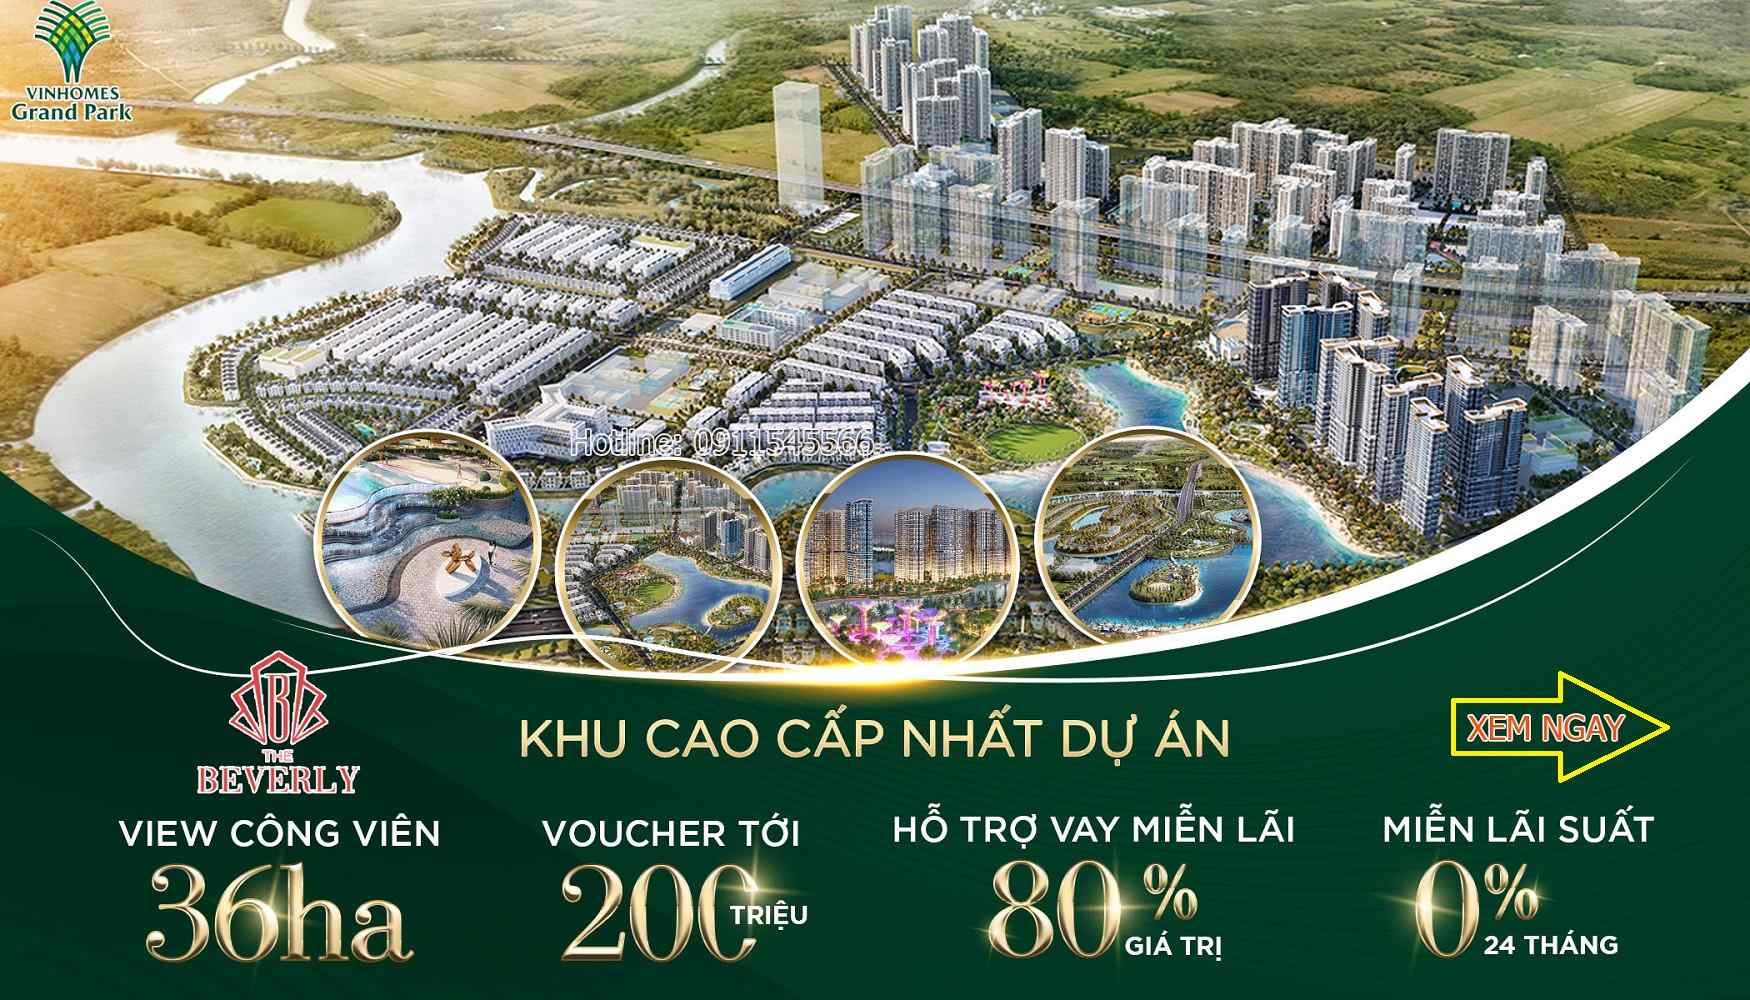 VINHOMES
Grand Park
Hotline: 0911545566
THE
BEVERLY
KHU CAO CẤP NHẤT DỰ ÁN
XEM NGAY
VIEW CÔNG VIÊN
36ha
VOUCHER TỚI
200 TRIỆU
HỖ TRỢ VAY MIỄN LÃI
80% GIÁ TRỊ
MIỄN LÃI SUẤT
0% 24 THÁNG